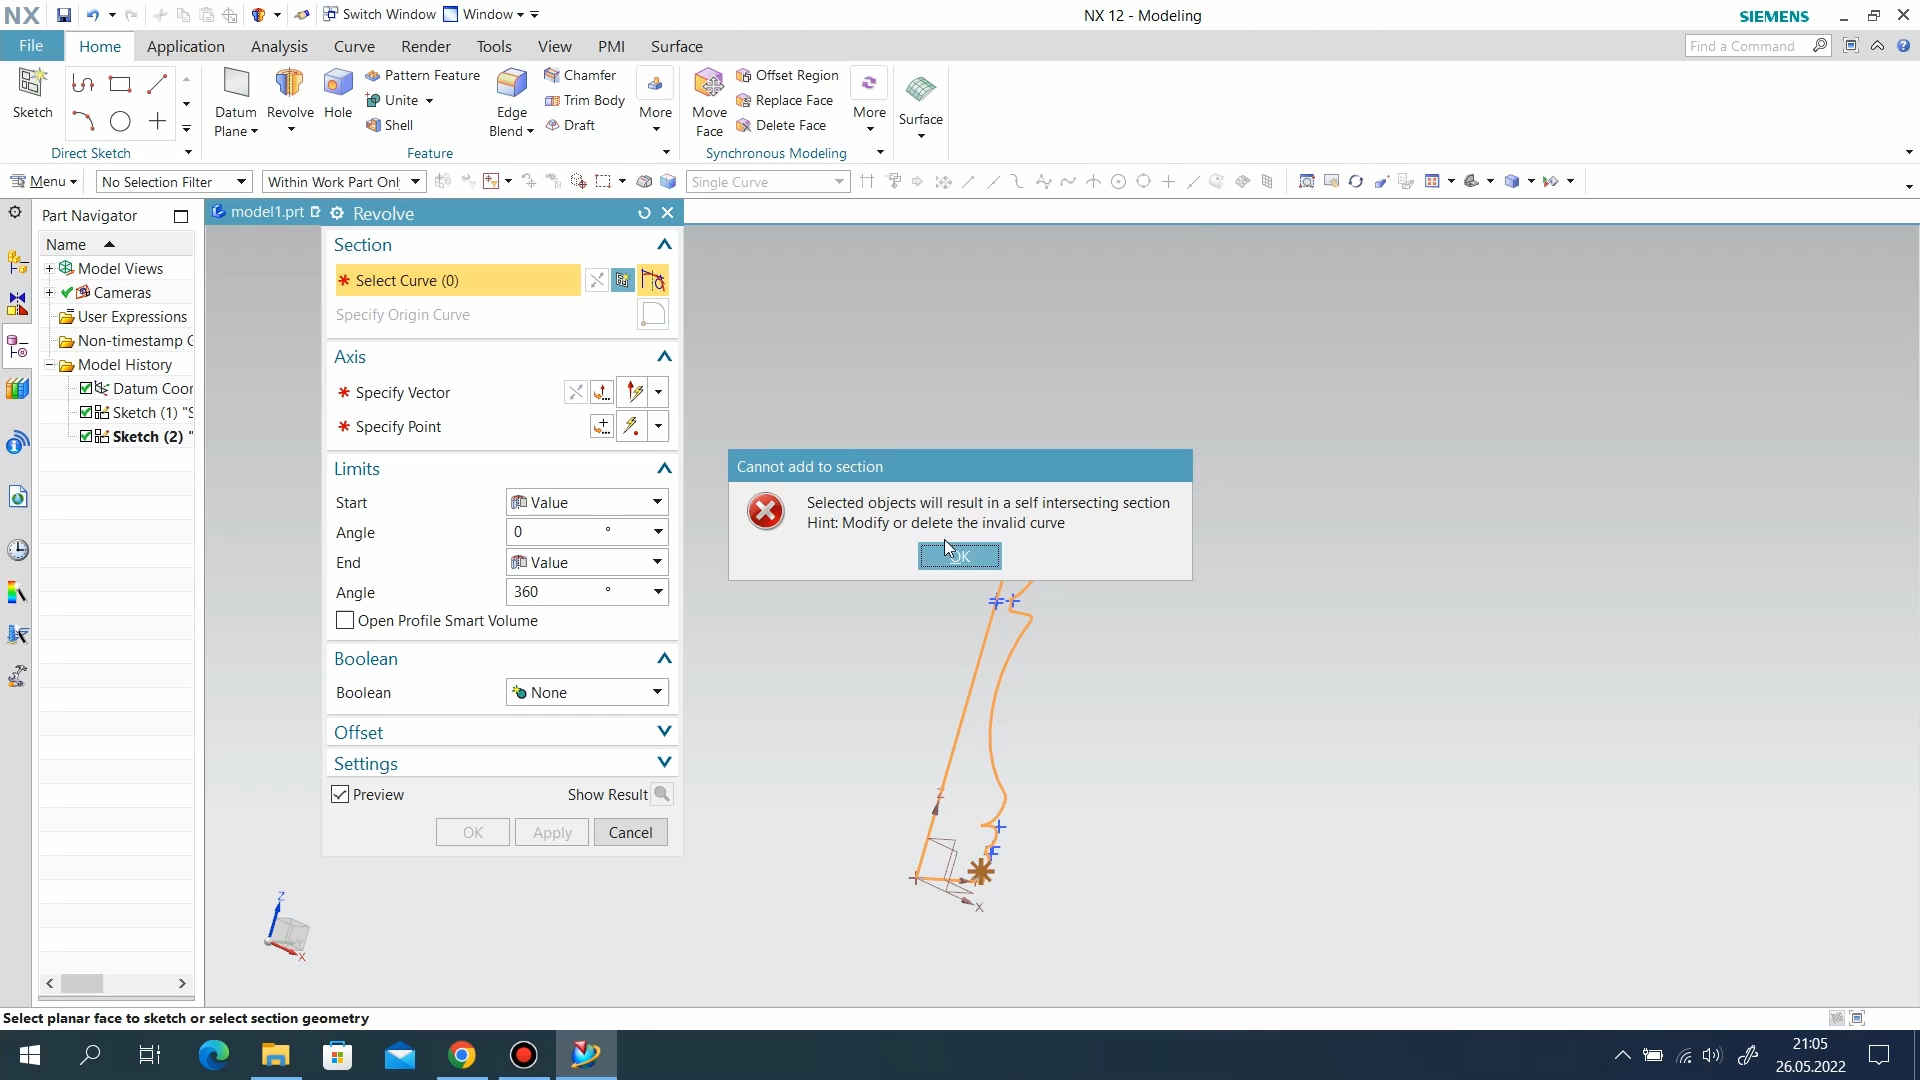 NX Switch Window Window NX 12 - Modeling SIEMENS
File Home Application Analysis Curve Render Tools View PMI Surface Find a Command
Sketch Datum Plane Revolve Hole Pattern Feature Unite Shell Edge Blend Chamfer Trim Body Draft More Move Face Offset Region Replace Face Delete Face More Surface
Direct Sketch Feature Synchronous Modeling
Menu No Selection Filter Within Work Part Onl Single Curve
Part Navigator model1.prt Revolve
Name
Model Views
Cameras
User Expressions
Non-timestamp G
Model History
Datum Coor
Sketch (1) "S
Sketch (2) "
Section
* Select Curve (0)
Specify Origin Curve
Axis
* Specify Vector
* Specify Point
Limits
Start Value
Angle 0 °
End Value
Angle 360 °
Open Profile Smart Volume
Boolean
Boolean None
Offset
Settings
Preview Show Result
OK Apply Cancel
Cannot add to section
Selected objects will result in a self intersecting section
Hint: Modify or delete the invalid curve
OK
Z
X
Z
X
Select planar face to sketch or select section geometry
21:05
26.05.2022